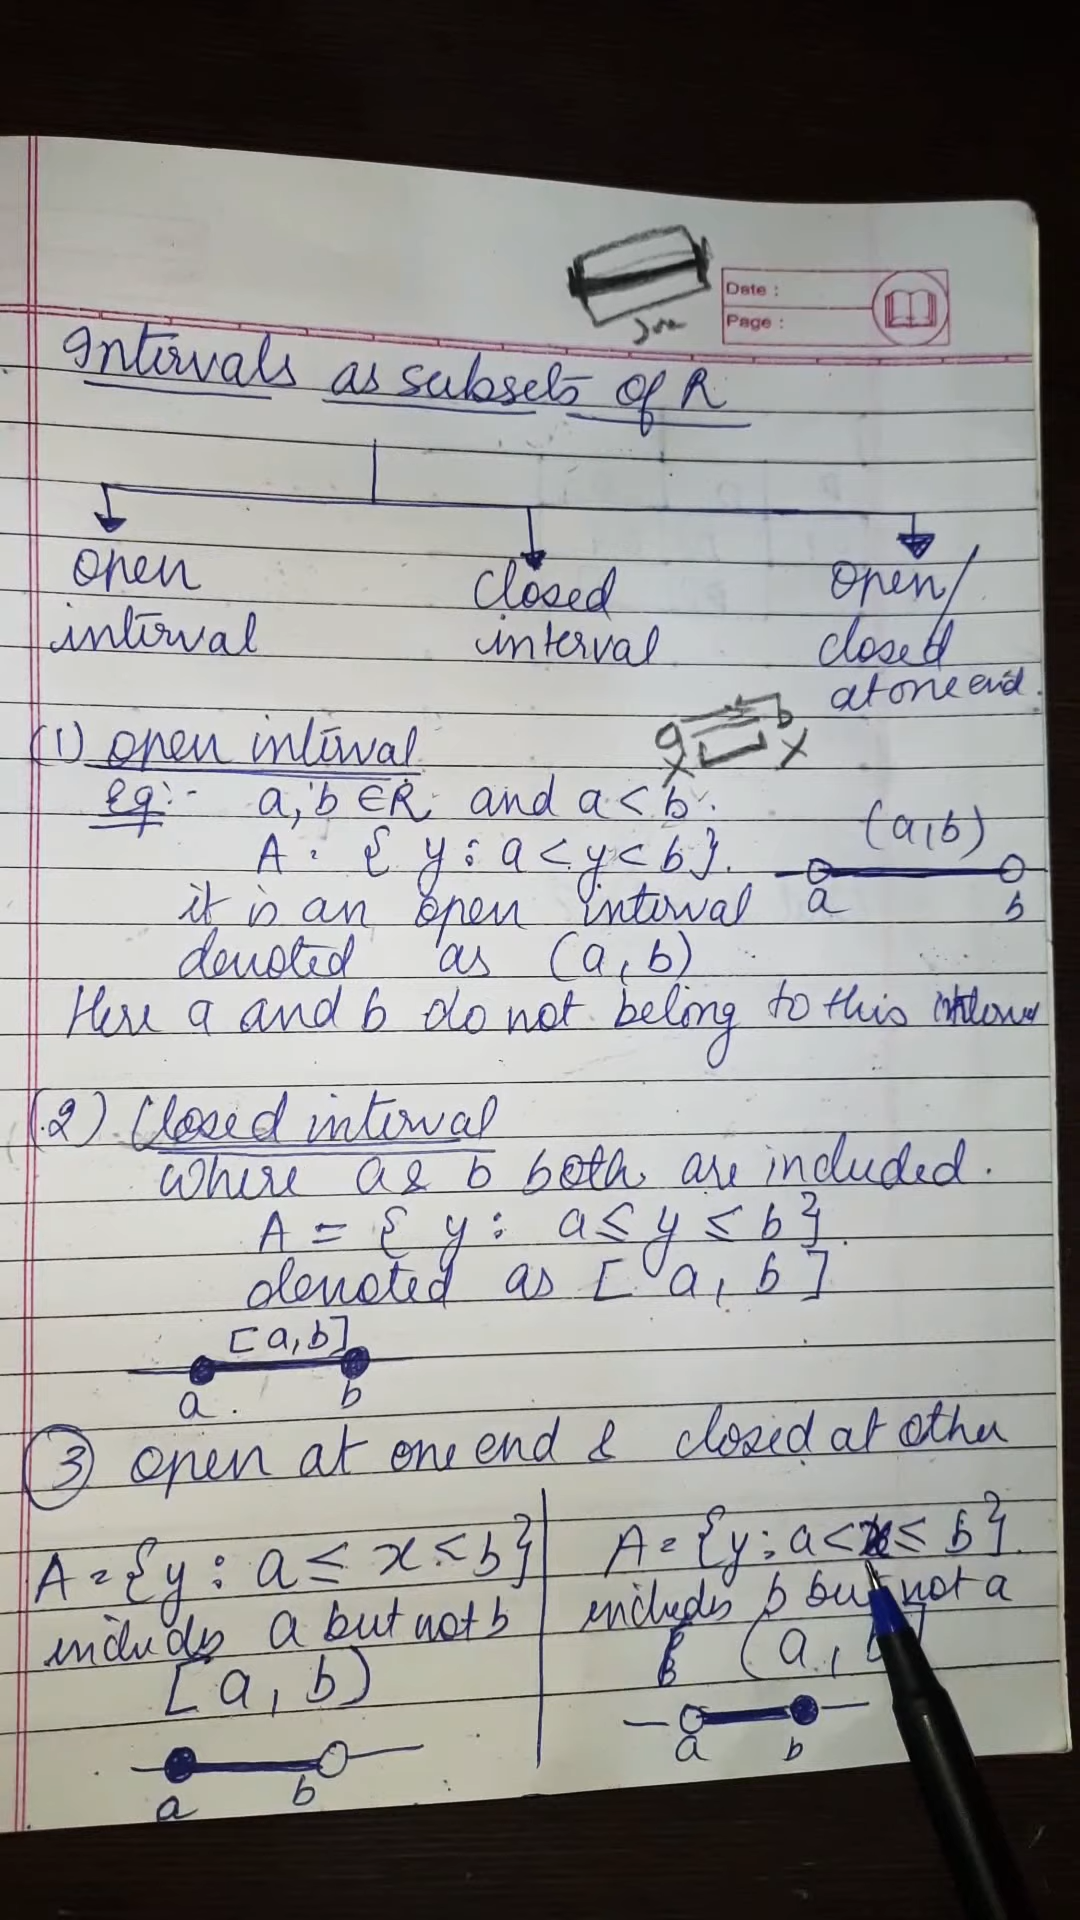 Date :
Page :
Intervals as subsets of R
open interval
closed interval
open/ closed at one end.
a b
x x
(1) open interval
Eg:- a, b ∈ R and a < b.
A = { y : a < y < b }.
(a, b)
a b
it is an open interval
denoted as (a, b)
Here a and b do not belong to this
(2) Closed interval
where a & b both are included.
A = { y : a ≤ y ≤ b }.
denoted as [a, b]
[a, b]
a. b
3 open at one end & closed at other
A = {y : a ≤ x < b}
includes a but not b
[a, b)
a b
A = {y : a < x ≤ b}.
includes b but not a
(a, b]
a b